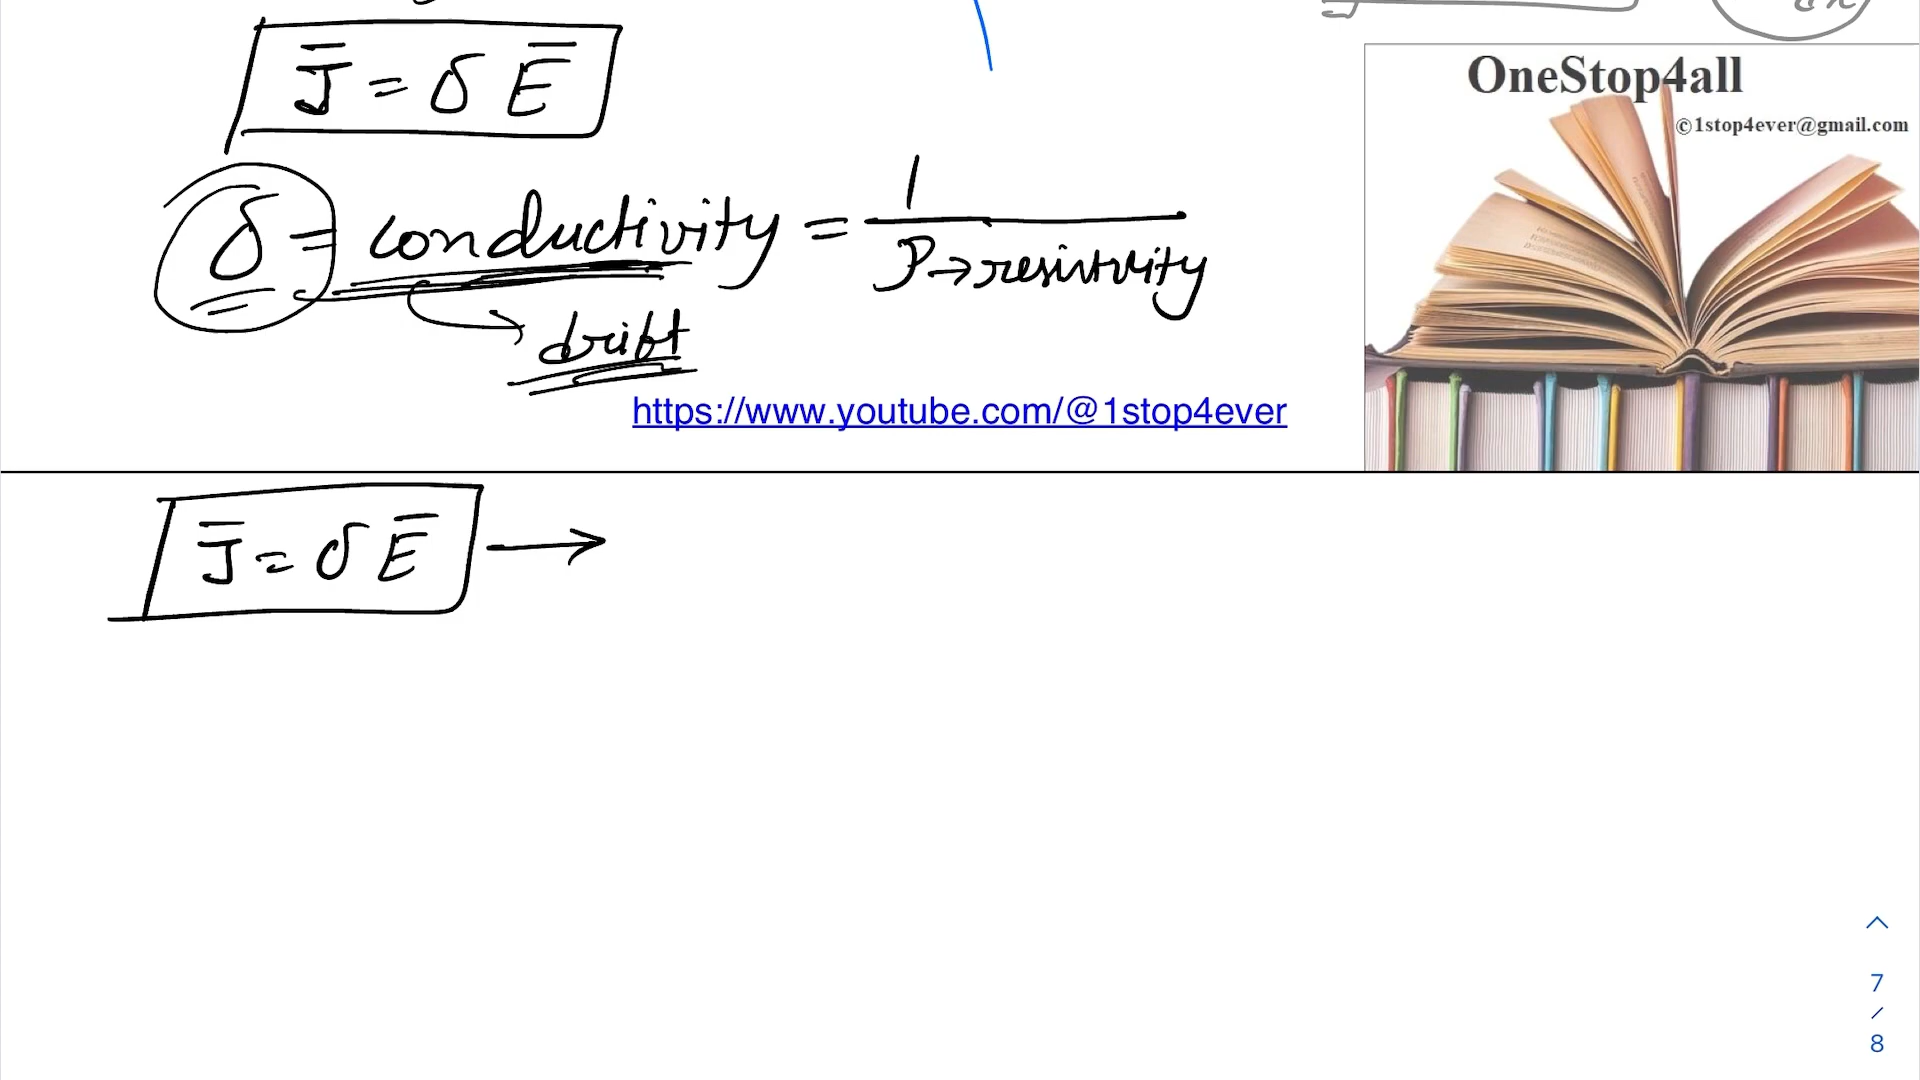 J̅ = δ E̅
OneStop4all
©1stop4ever@gmail.com
δ = conductivity = 1 / ρ → resistivity
drift
https://www.youtube.com/@1stop4ever
J̅ = δ E̅ →
7
/
8